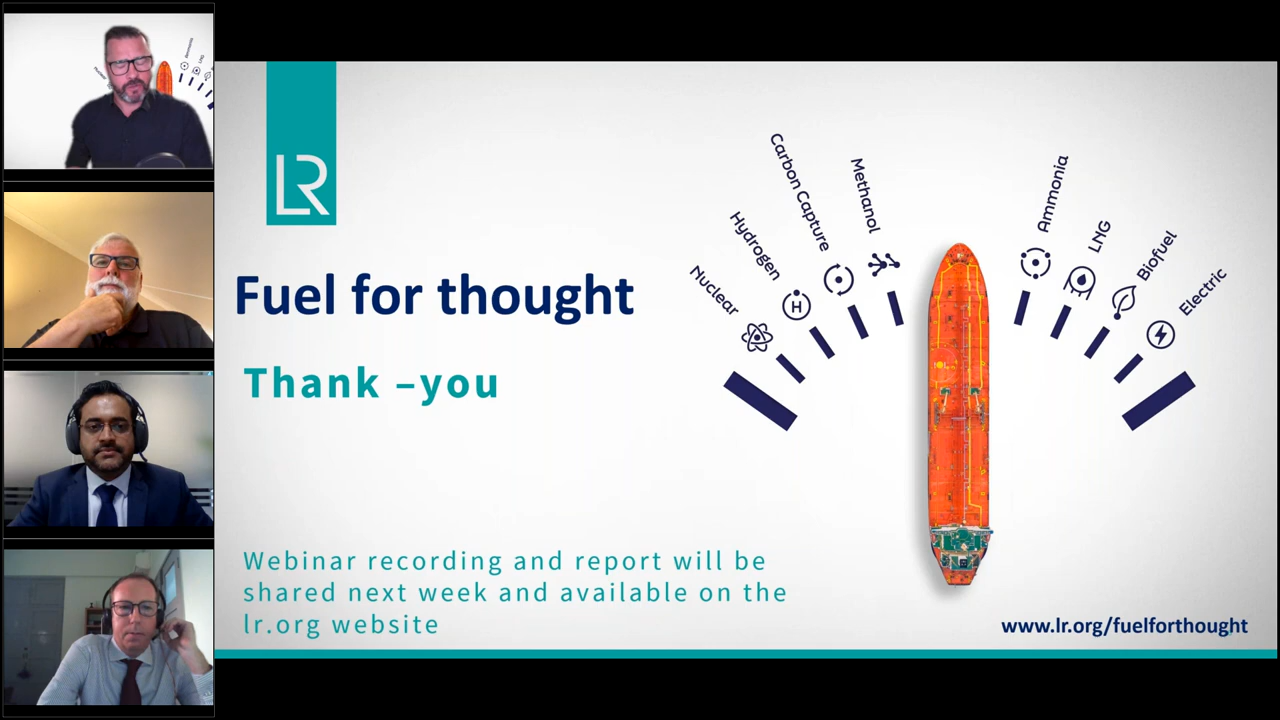 LR
Fuel for thought
Thank –you
Webinar recording and report will be
shared next week and available on the
lr.org website
Nuclear
Hydrogen
H
Carbon Capture
Methanol
Ammonia
LNG
Biofuel
Electric
www.lr.org/fuelforthought